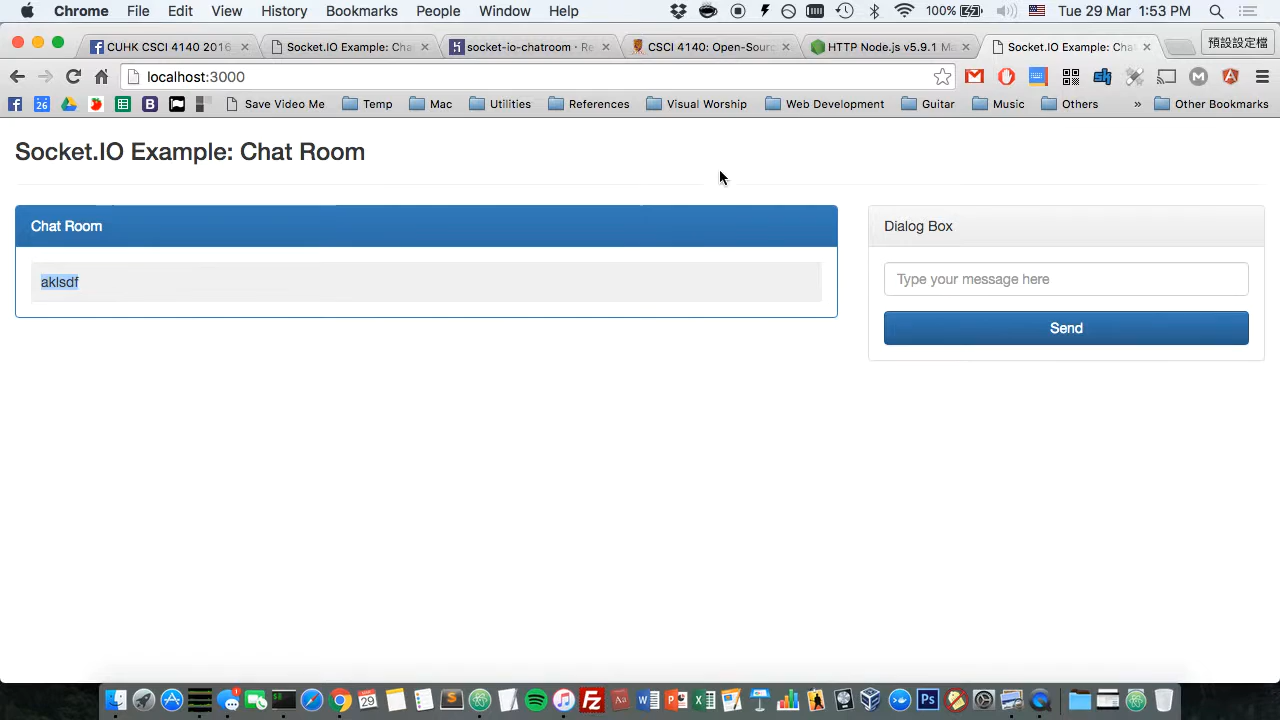 Chrome File Edit View History Bookmarks People Window Help 100% Tue 29 Mar 1:53 PM
CUHK CSCI 4140 2016 Socket.IO Example: Cha socket-io-chatroom · Re CSCI 4140: Open-Sourc HTTP Node.js v5.9.1 Ma Socket.IO Example: Cha 預設設定檔
localhost:3000
26 Save Video Me Temp Mac Utilities References Visual Worship Web Development Guitar Music Others » Other Bookmarks
Socket.IO Example: Chat Room
Chat Room
aklsdf
Dialog Box
Type your message here
Send